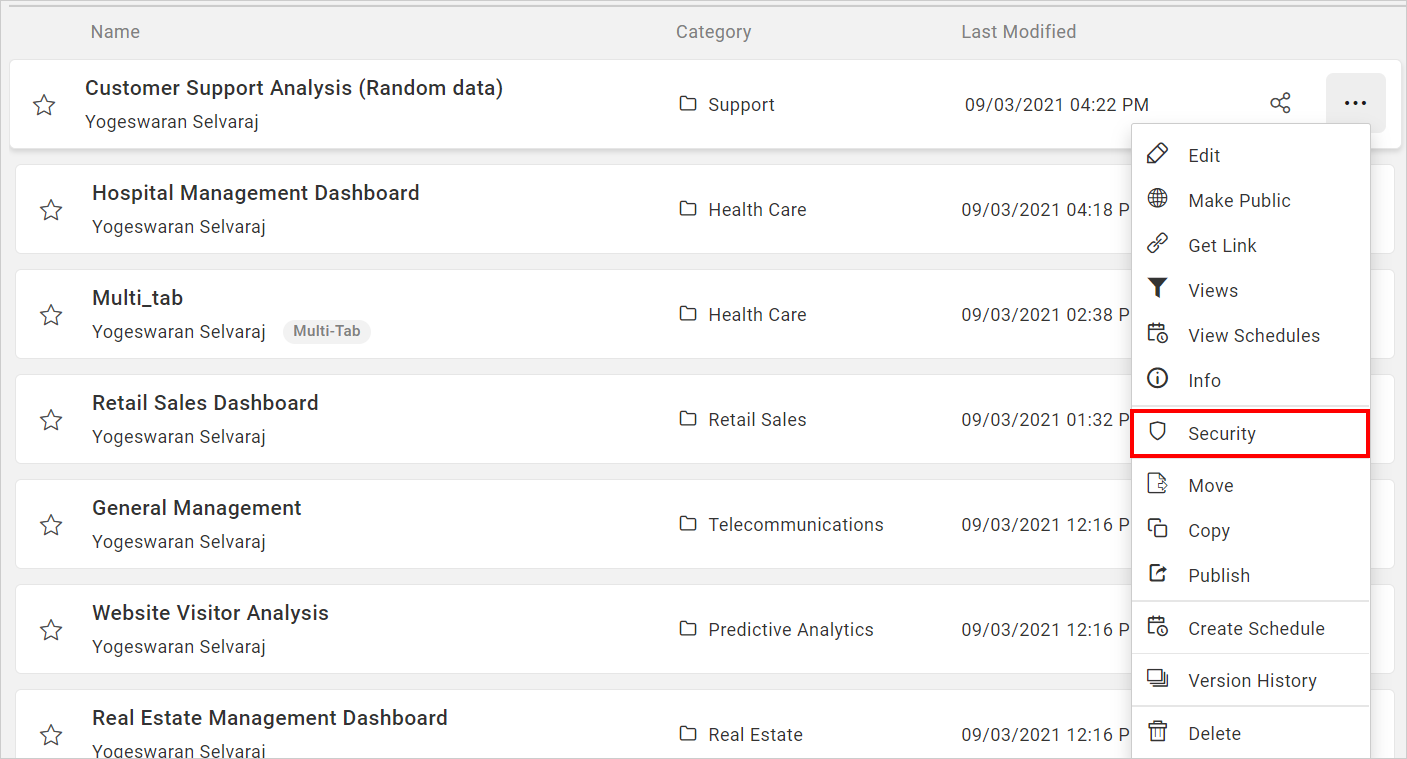 Name Category Last Modified
Customer Support Analysis (Random data)
Yogeswaran Selvaraj
Support
09/03/2021 04:22 PM
Hospital Management Dashboard
Yogeswaran Selvaraj
Health Care
09/03/2021 04:18 P
Multi_tab
Yogeswaran Selvaraj Multi-Tab
Health Care
09/03/2021 02:38 P
Retail Sales Dashboard
Yogeswaran Selvaraj
Retail Sales
09/03/2021 01:32 P
General Management
Yogeswaran Selvaraj
Telecommunications
09/03/2021 12:16 P
Website Visitor Analysis
Yogeswaran Selvaraj
Predictive Analytics
09/03/2021 12:16 P
Real Estate Management Dashboard
Yogeswaran Selvaraj
Real Estate
09/03/2021 12:16 P
Edit
Make Public
Get Link
Views
View Schedules
Info
Security
Move
Copy
Publish
Create Schedule
Version History
Delete